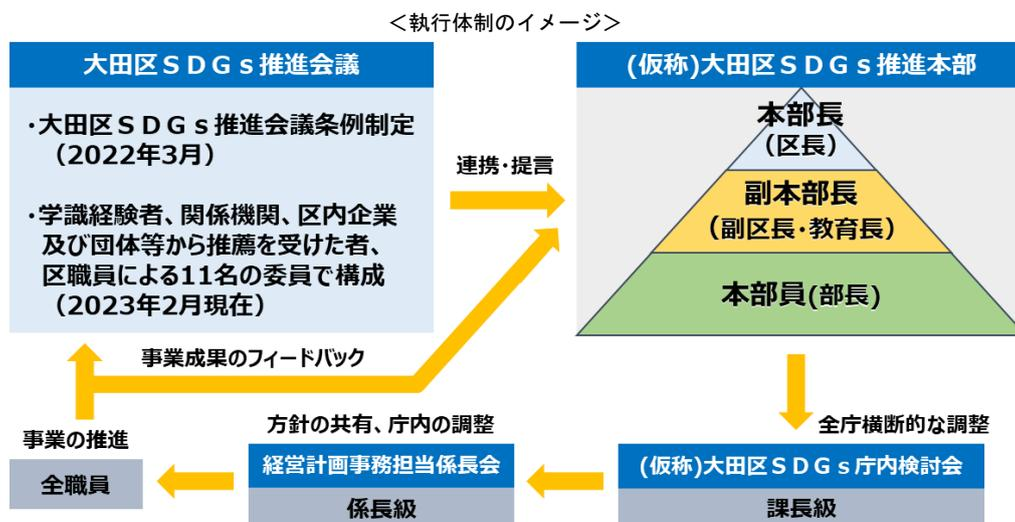 ＜執行体制のイメージ＞
大田区ＳＤＧｓ推進会議
・大田区ＳＤＧｓ推進会議条例制定
（2022年3月）
・学識経験者、関係機関、区内企業
及び団体等から推薦を受けた者、
区職員による11名の委員で構成
（2023年2月現在）
連携・提言
(仮称)大田区ＳＤＧｓ推進本部
本部長
（区長）
副本部長
（副区長・教育長）
本部員(部長)
事業成果のフィードバック
全庁横断的な調整
(仮称)大田区ＳＤＧｓ庁内検討会
課長級
方針の共有、庁内の調整
経営計画事務担当係長会
係長級
事業の推進
全職員